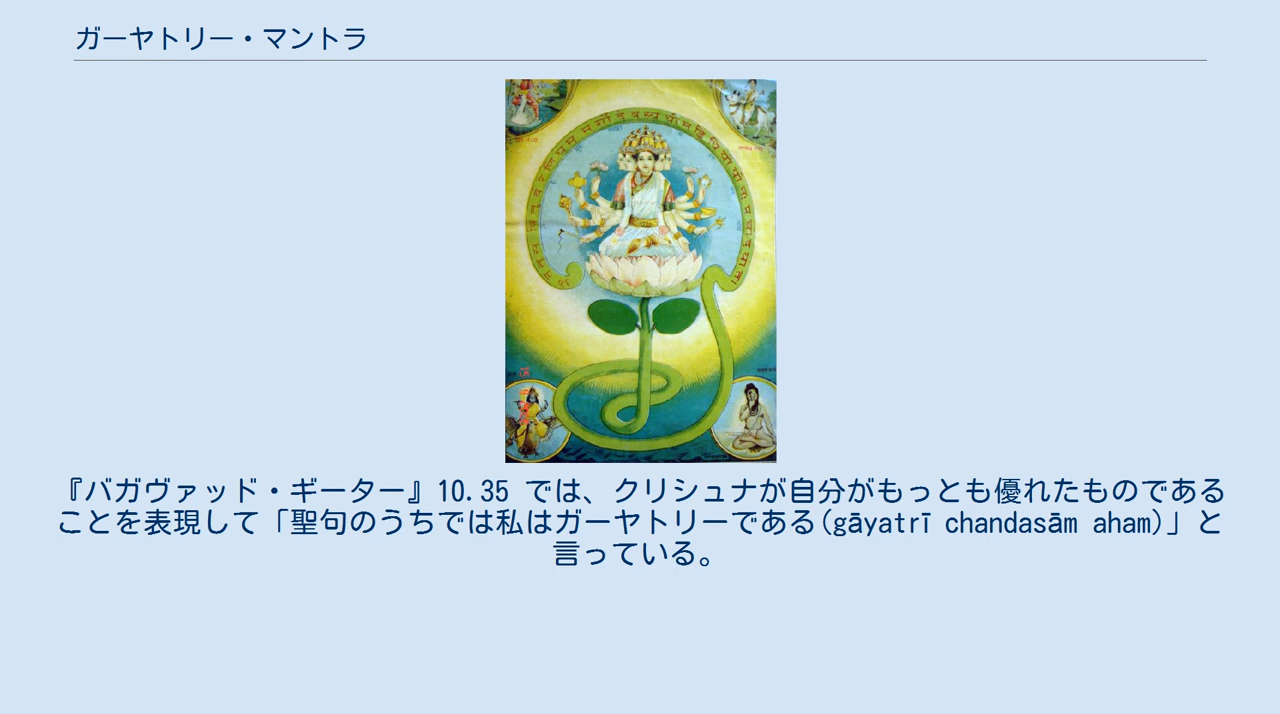 ガーヤトリー・マントラ
『バガヴァッド・ギーター』10.35 では、クリシュナが自分がもっとも優れたものである
ことを表現して「聖句のうちでは私はガーヤトリーである(gāyatrī chandasām aham)」と
言っている。